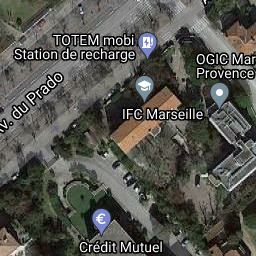 TOTEM mobi
Station de recharge
OGIC Mar
Provence
IFC Marseille
Av. du Prado
Crédit Mutuel